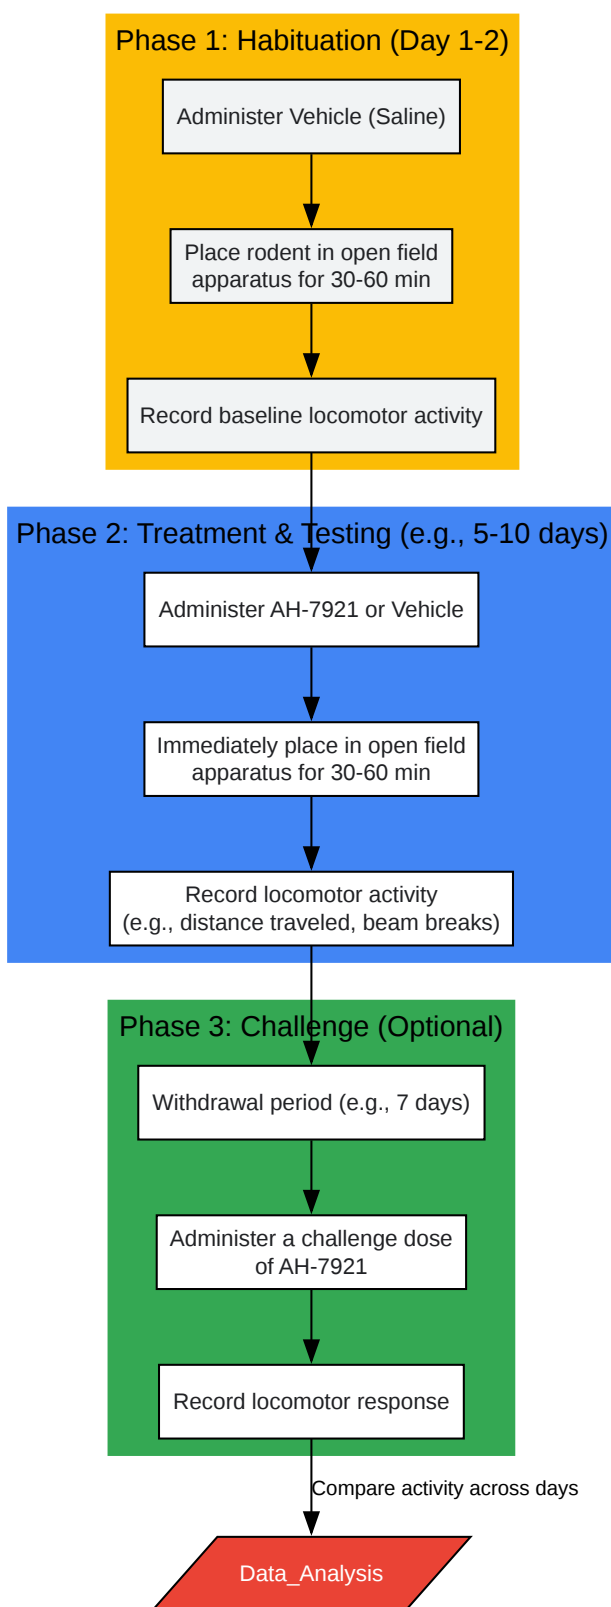 Phase 1: Habituation (Day 1-2)
Administer Vehicle (Saline)
Place rodent in open field
apparatus for 30-60 min
Record baseline locomotor activity
Phase 2: Treatment & Testing (e.g., 5-10 days)
Administer AH-7921 or Vehicle
Immediately place in open field
apparatus for 30-60 min
Record locomotor activity
(e.g., distance traveled, beam breaks)
Phase 3: Challenge (Optional)
Withdrawal period (e.g., 7 days)
Administer a challenge dose
of AH-7921
Record locomotor response
Compare activity across days
Data_Analysis